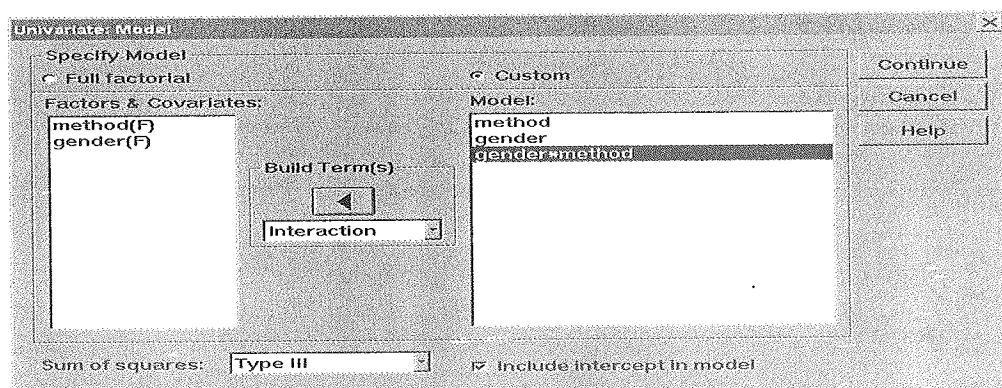 Univariate: Model
Specify Model
Full factorial
Custom
Continue
Cancel
Help
Factors & Covariates:
method(F)
gender(F)
Build Term(s)
Interaction
Model:
method
gender
gender*method
Sum of squares:
Type III
Include intercept in model